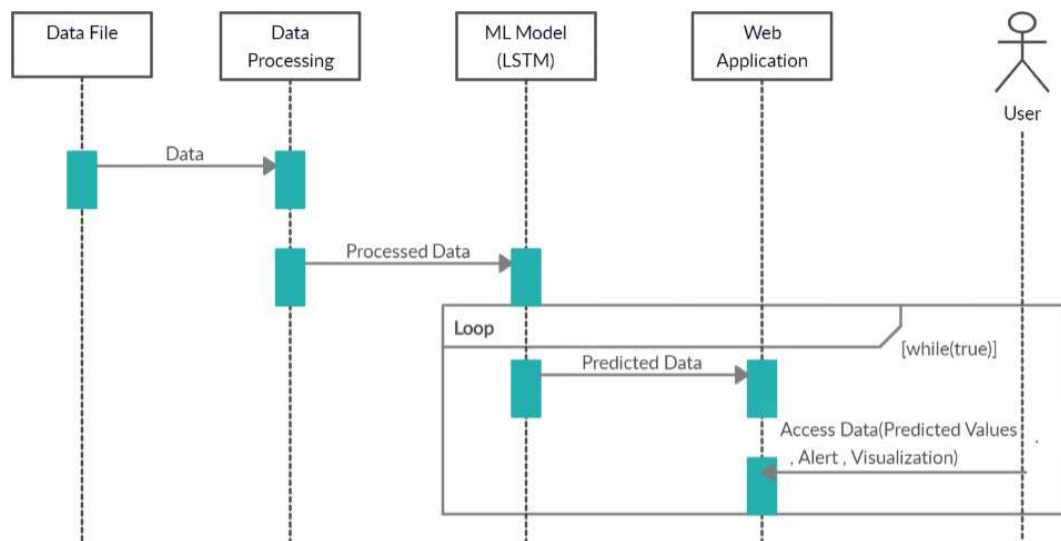 Data File
Data
Processing
ML Model
(LSTM)
Web
Application
User
Data
Processed Data
Loop
[while(true)]
Predicted Data
Access Data(Predicted Values ,
, Alert , Visualization)